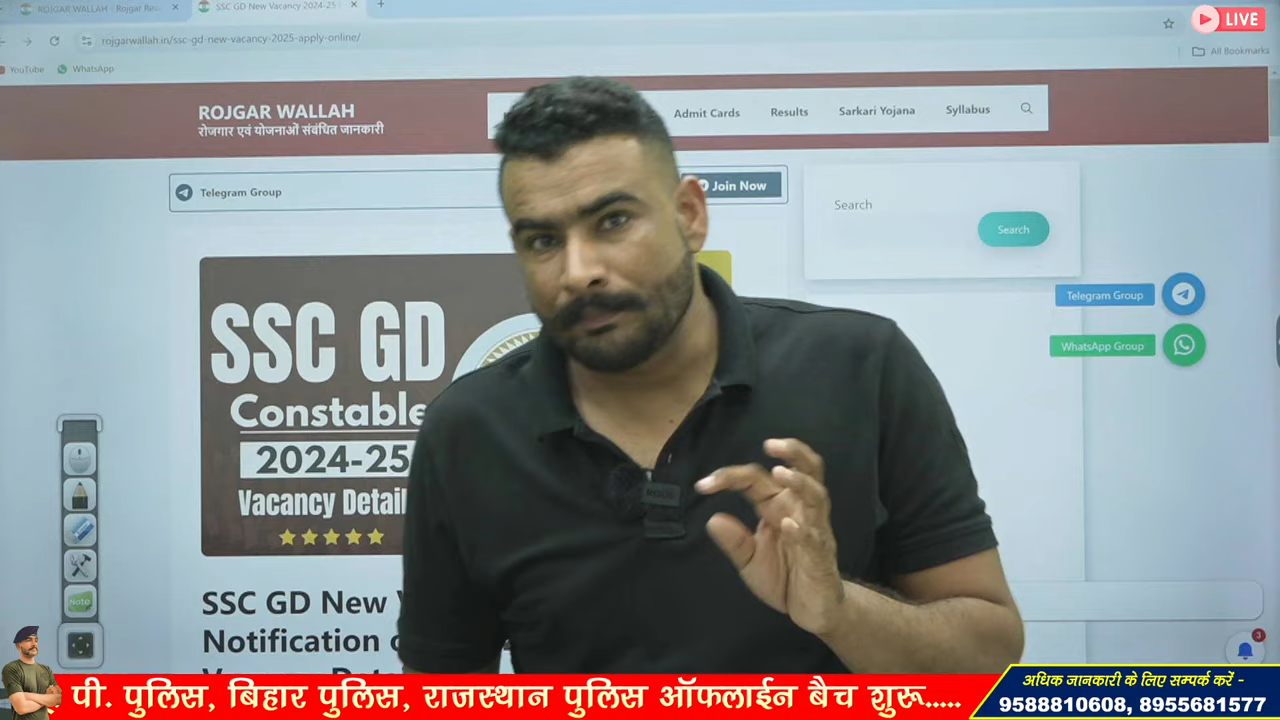 ROJGAR WALLAH - Rojgar Resu
SSC GD New Vacancy 2024-25
LIVE
rojgarwallah.in/ssc-gd-new-vacancy-2025-apply-online/
All Bookmarks
YouTube
WhatsApp
ROJGAR WALLAH
रोजगार एवं योजनाओं संबंधित जानकारी
Admit Cards
Results
Sarkari Yojana
Syllabus
Telegram Group
Join Now
Search
Search
Telegram Group
WhatsApp Group
SSC GD
Constable
2024-25
Vacancy Detail
Note
SSC GD New
Notification
3
पी. पुलिस, बिहार पुलिस, राजस्थान पुलिस ऑफलाईन बैच शुरू.....
अधिक जानकारी के लिए सम्पर्क करें -
9588810608, 8955681577